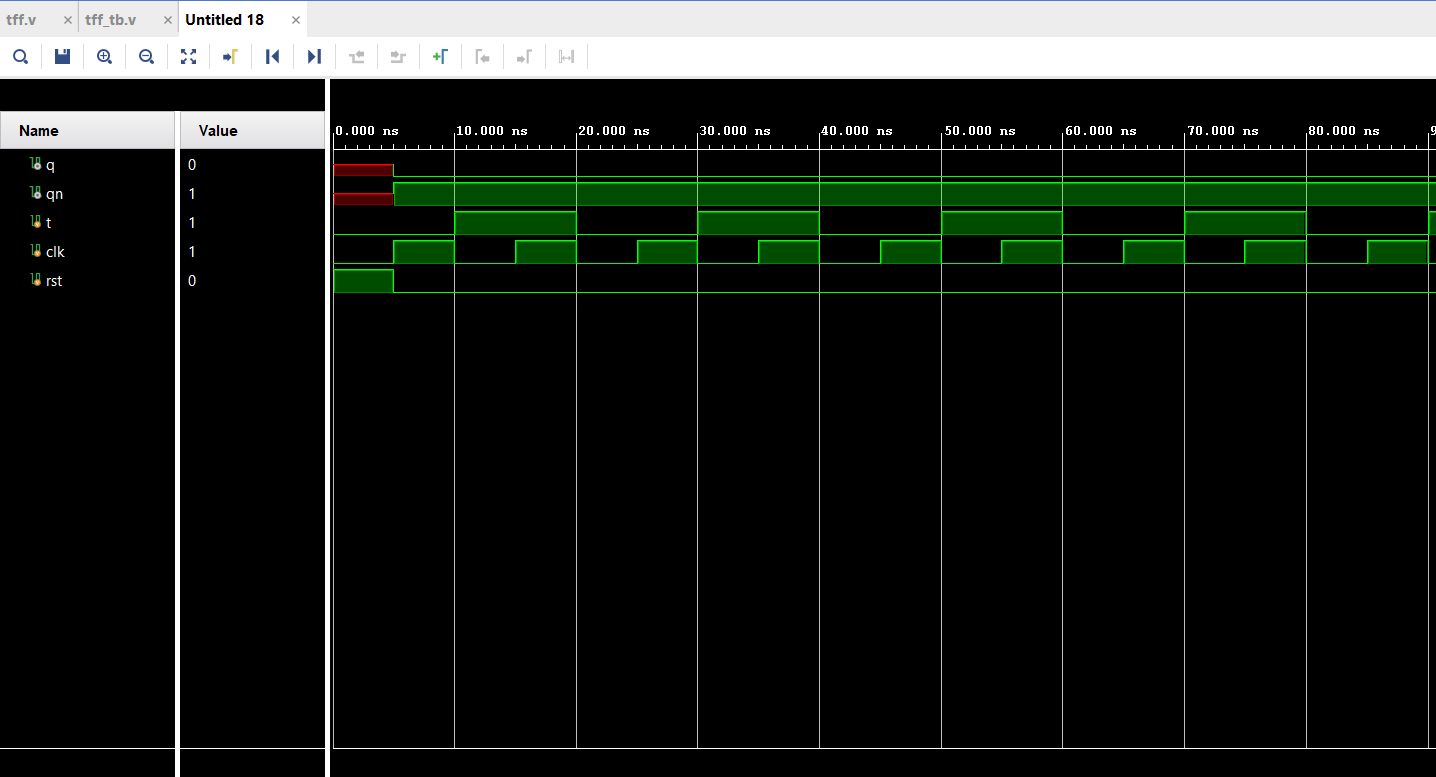 tff.v × tff_tb.v × Untitled 18 ×
Name Value
0.000 ns 10.000 ns 20.000 ns 30.000 ns 40.000 ns 50.000 ns 60.000 ns 70.000 ns 80.000 ns 9
q 0
qn 1
t 1
clk 1
rst 0